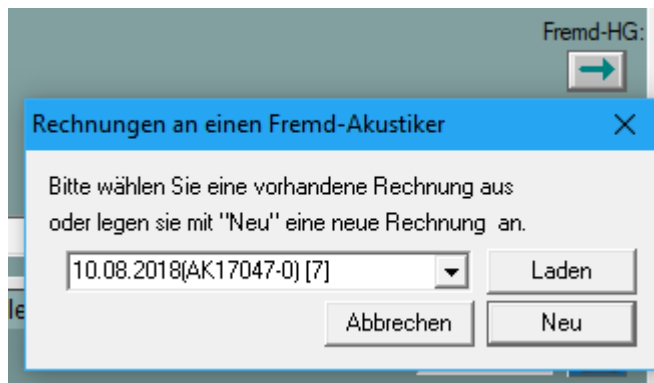 Fremd-HG:
Rechnungen an einen Fremd-Akustiker
Bitte wählen Sie eine vorhandene Rechnung aus
oder legen sie mit "Neu" eine neue Rechnung an.
10.08.2018(AK17047-0) [7]
Laden
le
Abbrechen
Neu